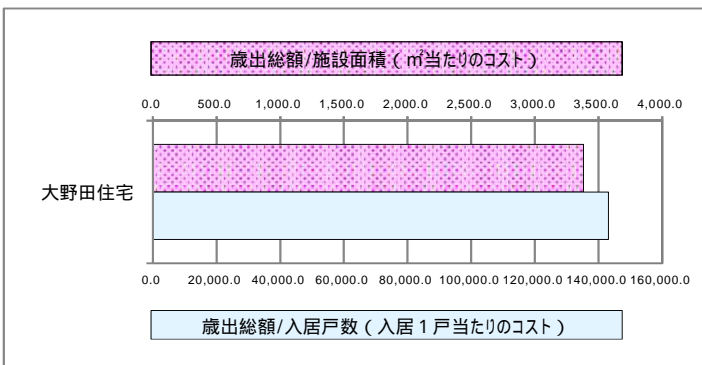 歳出総額/施設面積（㎡当たりのコスト）
0.0 500.0 1,000.0 1,500.0 2,000.0 2,500.0 3,000.0 3,500.0 4,000.0
大野田住宅
0.0 20,000.0 40,000.0 60,000.0 80,000.0 100,000.0 120,000.0 140,000.0 160,000.0
歳出総額/入居戸数（入居１戸当たりのコスト）